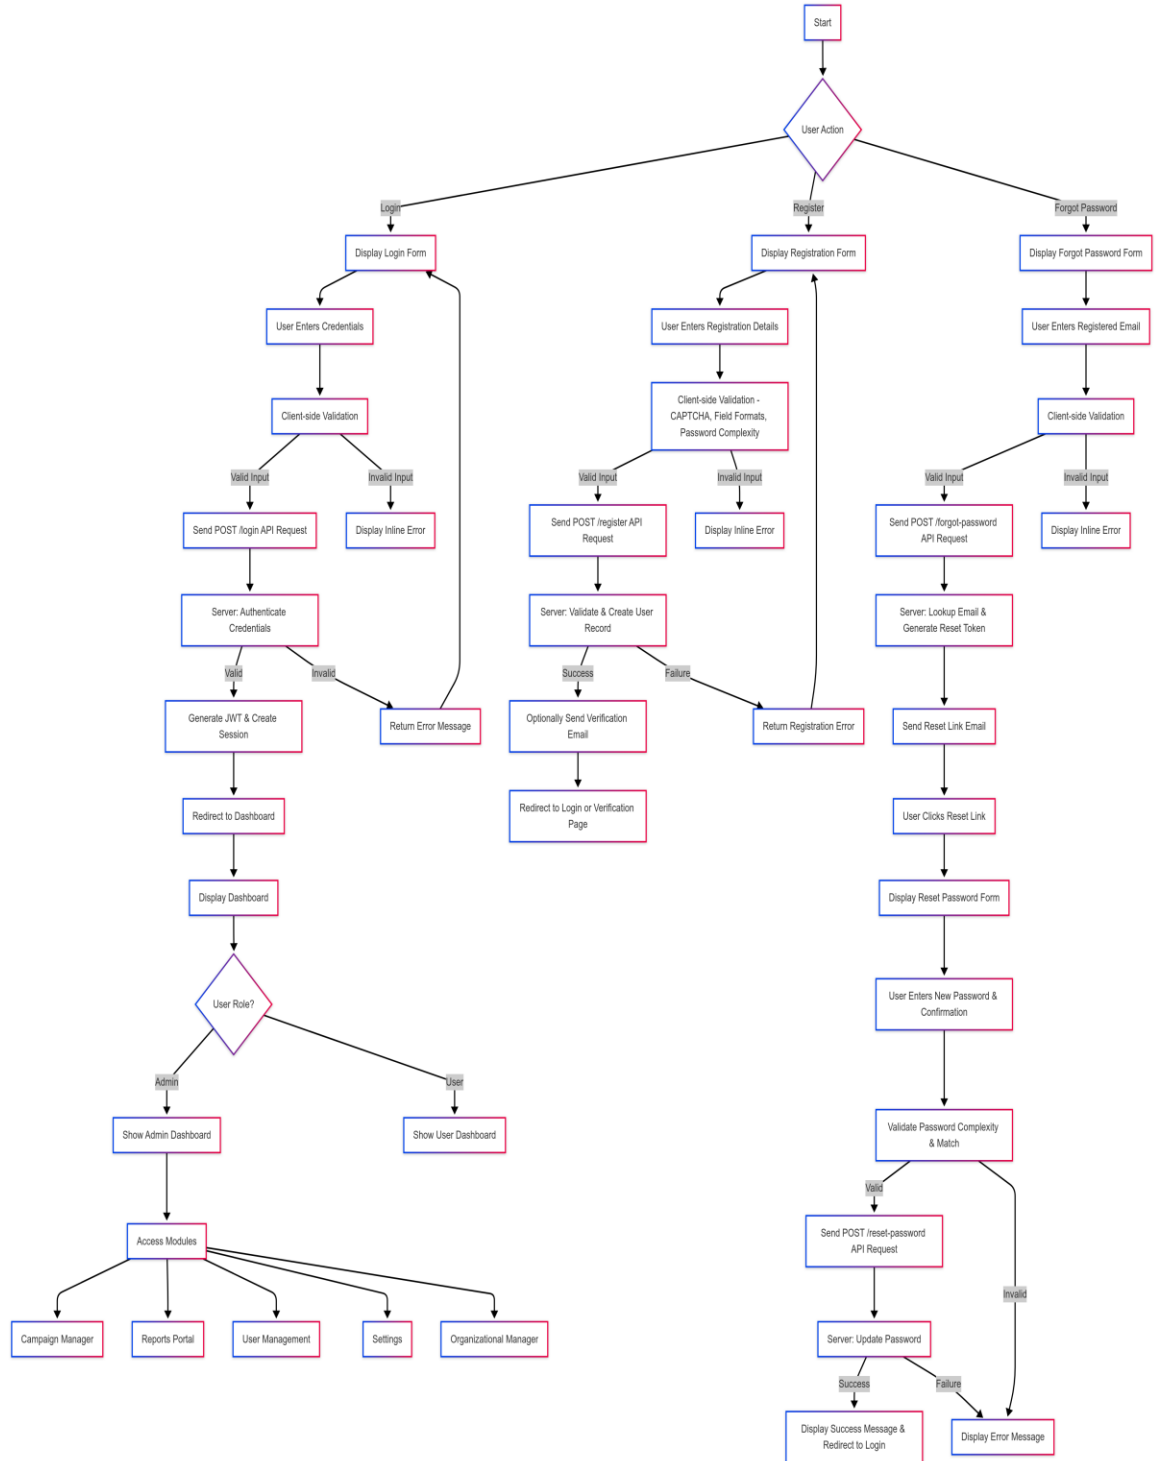 Start
User Action
Login
Register
Forgot Password
Display Login Form
Display Registration Form
Display Forgot Password Form
User Enters Credentials
User Enters Registration Details
User Enters Registered Email
Client-side Validation
Client-side Validation -
CAPTCHA, Field Formats,
Password Complexity
Client-side Validation
Valid Input
Invalid Input
Valid Input
Invalid Input
Valid Input
Invalid Input
Send POST /login API Request
Display Inline Error
Send POST /register API
Request
Display Inline Error
Send POST /forgot-password
API Request
Display Inline Error
Server: Authenticate
Credentials
Server: Validate & Create User
Record
Server: Lookup Email &
Generate Reset Token
Valid
Invalid
Success
Failure
Generate JWT & Create
Session
Return Error Message
Optionally Send Verification
Email
Return Registration Error
Send Reset Link Email
Redirect to Dashboard
Redirect to Login or Verification
Page
User Clicks Reset Link
Display Dashboard
Display Reset Password Form
User Role?
User Enters New Password &
Confirmation
Admin
User
Show Admin Dashboard
Show User Dashboard
Validate Password Complexity
& Match
Valid
Access Modules
Send POST /reset-password
API Request
Invalid
Campaign Manager
Reports Portal
User Management
Settings
Organizational Manager
Server: Update Password
Success
Failure
Display Success Message &
Redirect to Login
Display Error Message